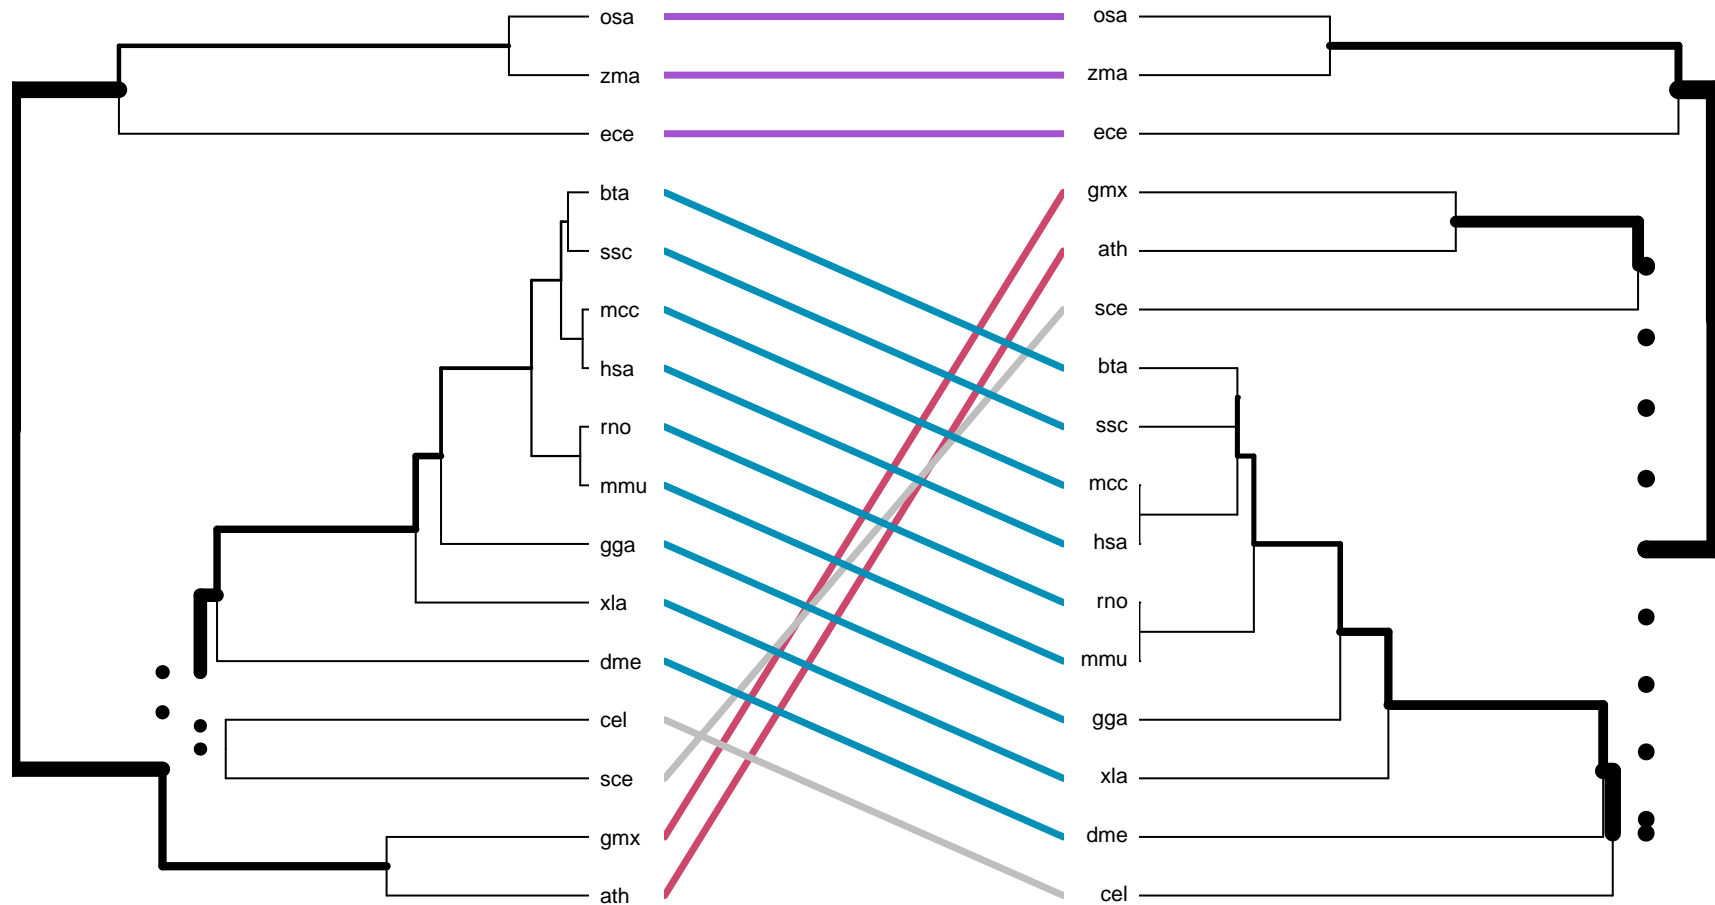 osa osa
zma zma
ece ece
bta gmx
ssc ath
mcc sce
hsa bta
rno ssc
mmu mcc
gga hsa
xla rno
dme mmu
cel gga
sce xla
gmx dme
ath cel